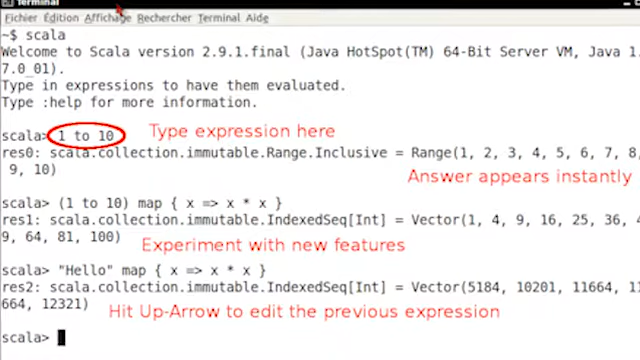 Terminal
Fichier Édition Affichage Rechercher Terminal Aide
~$ scala
Welcome to Scala version 2.9.1.final (Java HotSpot(TM) 64-Bit Server VM, Java 1.
7.0_01).
Type in expressions to have them evaluated.
Type :help for more information.
scala> 1 to 10 Type expression here
res0: scala.collection.immutable.Range.Inclusive = Range(1, 2, 3, 4, 5, 6, 7, 8,
9, 10)
Answer appears instantly
scala> (1 to 10) map { x => x * x }
res1: scala.collection.immutable.IndexedSeq[Int] = Vector(1, 4, 9, 16, 25, 36, 4
9, 64, 81, 100)
Experiment with new features
scala> "Hello" map { x => x * x }
res2: scala.collection.immutable.IndexedSeq[Int] = Vector(5184, 10201, 11664, 11
664, 12321)
Hit Up-Arrow to edit the previous expression
scala>